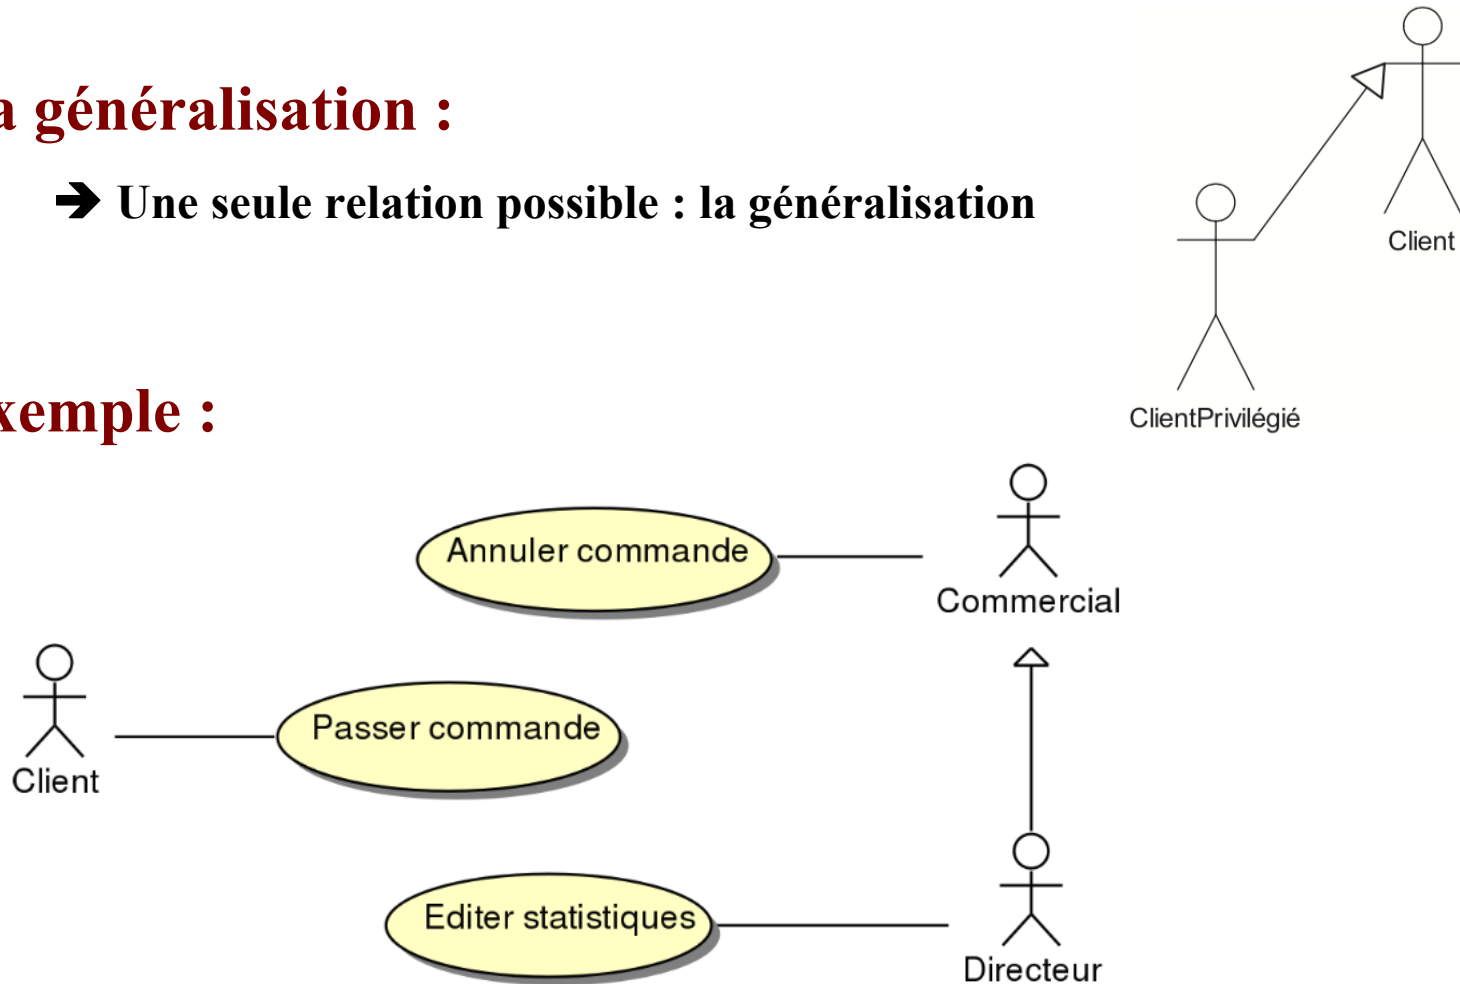 a généralisation :
➔ Une seule relation possible : la généralisation
Client
ClientPrivilégié
xemple :
Annuler commande
Commercial
Passer commande
Client
Editer statistiques
Directeur